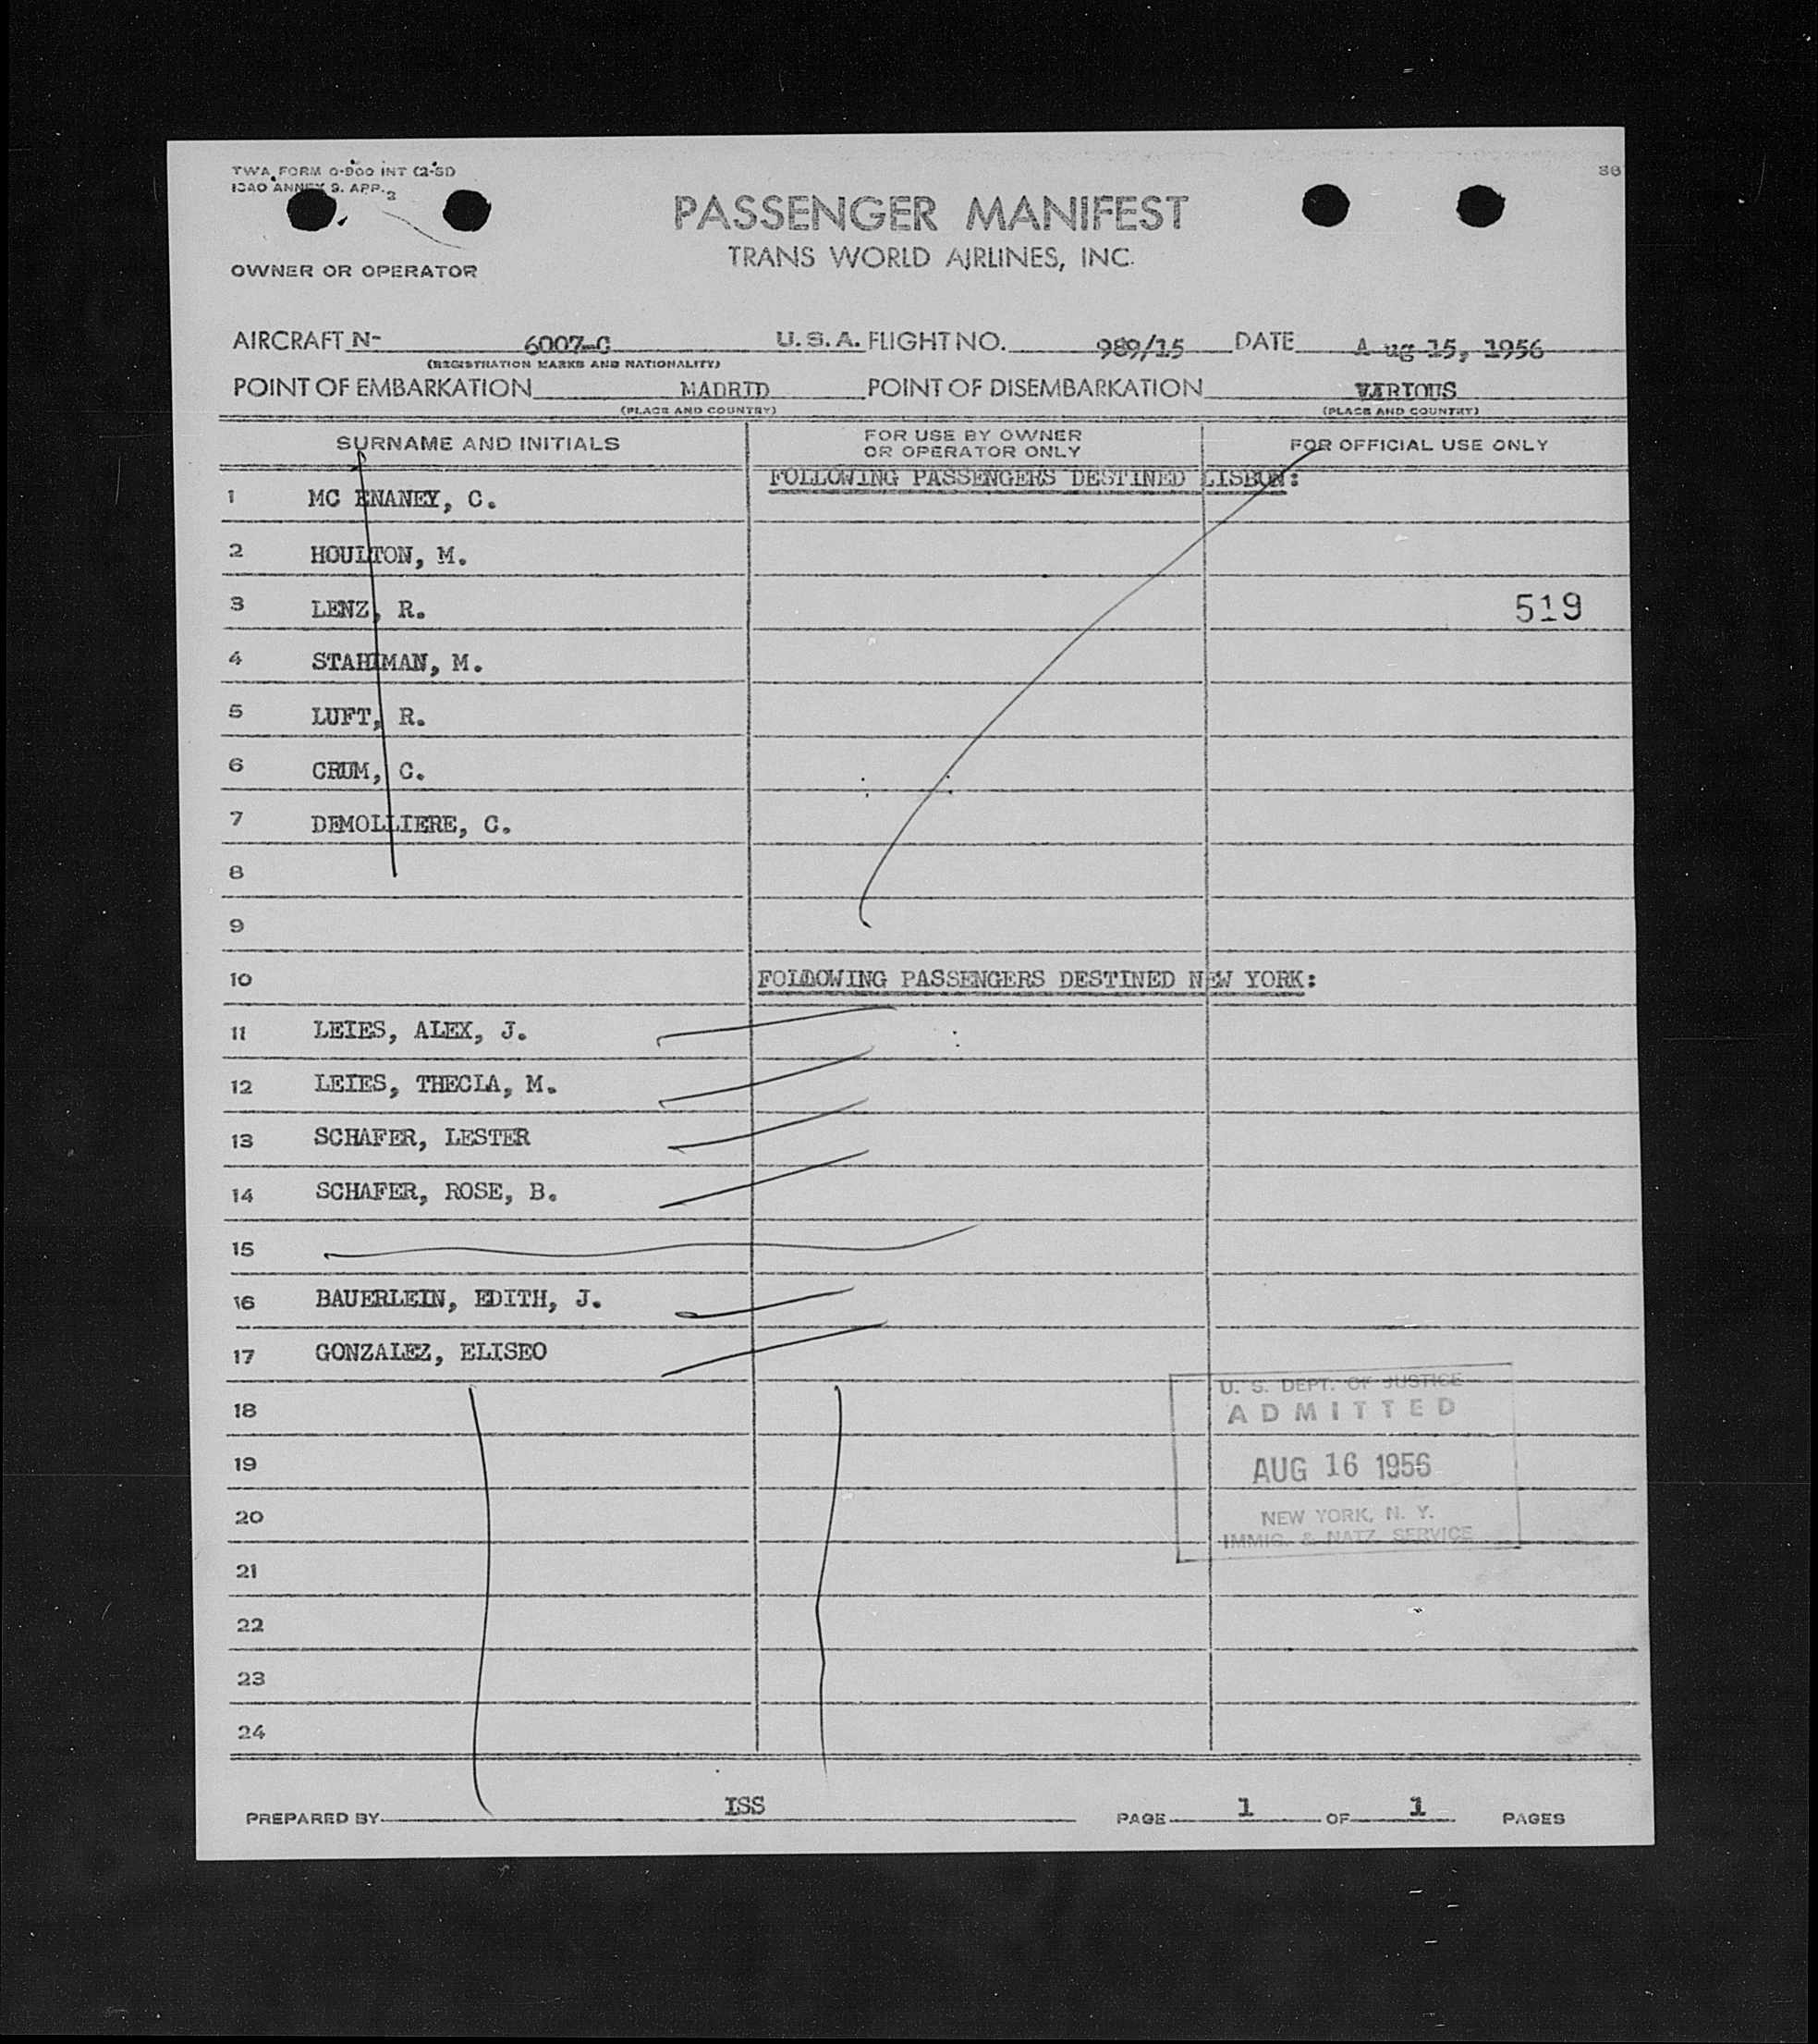 TWA FORM O-900 INT (2-51)
ICAO ANNEX 9. APP. 2
PASSENGER MANIFEST
TRANS WORLD AIRLINES, INC.
OWNER OR OPERATOR
AIRCRAFT N- 6007-C U.S.A. FLIGHT NO. 989/15 DATE A ug 15, 1956
(REGISTRATION MARKS AND NATIONALITY)
POINT OF EMBARKATION MADRID POINT OF DISEMBARKATION VARIOUS
(PLACE AND COUNTRY) (PLACE AND COUNTRY)
SURNAME AND INITIALS FOR USE BY OWNER OR OPERATOR ONLY FOR OFFICIAL USE ONLY
FOLLOWING PASSENGERS DESTINED LISBON:
1 MC ENANEY, C.
2 HOULTON, M.
3 LENZ, R. 519
4 STAHLMAN, M.
5 LUFT, R.
6 CRUM, C.
7 DEMOLLIERE, C.
8
9
10 FOLLOWING PASSENGERS DESTINED NEW YORK:
11 LEIES, ALEX, J.
12 LEIES, THECLA, M.
13 SCHAFER, LESTER
14 SCHAFER, ROSE, B.
15
16 BAUERLEIN, EDITH, J.
17 GONZALEZ, ELISEO
U. S. DEPT. OF JUSTICE
18 ADMITTED
19 AUG 16 1956
20 NEW YORK, N. Y.
IMMIG. & NATZ. SERVICE
21
22
23
24
PREPARED BY ISS PAGE 1 OF 1 PAGES